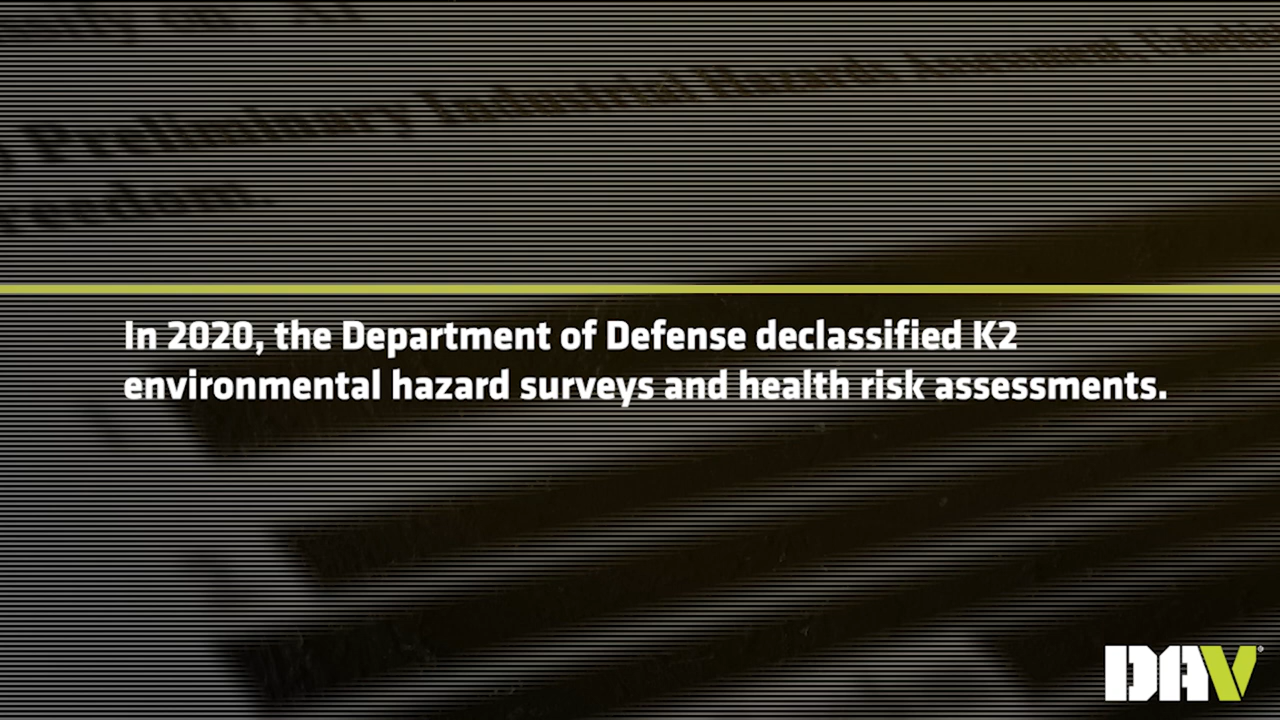 Preliminary Industrial Hazards Assessment,
reedom.
In 2020, the Department of Defense declassified K2
environmental hazard surveys and health risk assessments.
DAV